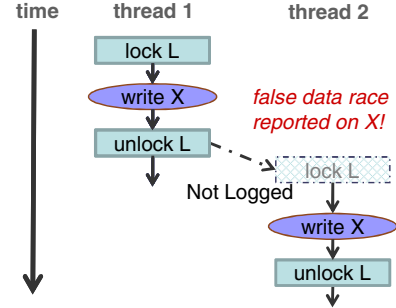 time
thread 1
thread 2
lock L
write X
false data race
reported on X!
unlock L
lock L
Not Logged
write X
unlock L